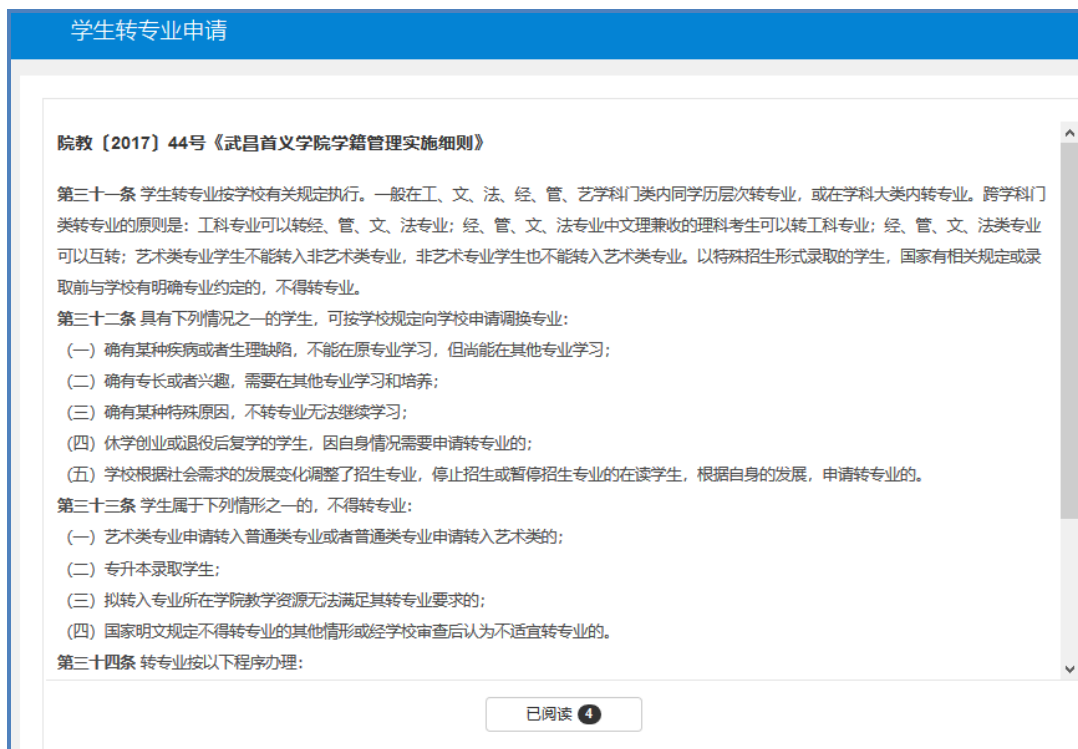 学生转专业申请
院教〔2017〕44号《武昌首义学院学籍管理实施细则》
第三十一条 学生转专业按学校有关规定执行。一般在工、文、法、经、管、艺学科门类内同学历层次转专业，或在学科大类内转专业。跨学科门
类转专业的原则是：工科专业可以转经、管、文、法专业；经、管、文、法专业中文理兼收的理科考生可以转工科专业；经、管、文、法类专业
可以互转；艺术类专业学生不能转入非艺术类专业，非艺术专业学生也不能转入艺术类专业。以特殊招生形式录取的学生，国家有相关规定或录
取前与学校有明确专业约定的，不得转专业。
第三十二条 具有下列情况之一的学生，可按学校规定向学校申请调换专业：
（一）确有某种疾病或者生理缺陷，不能在原专业学习，但尚能在其他专业学习；
（二）确有专长或者兴趣，需要在其他专业学习和培养；
（三）确有某种特殊原因，不转专业无法继续学习；
（四）休学创业或退役后复学的学生，因自身情况需要申请转专业的；
（五）学校根据社会需求的发展变化调整了招生专业，停止招生或暂停招生专业的在读学生，根据自身的发展，申请转专业的。
第三十三条 学生属于下列情形之一的，不得转专业：
（一）艺术类专业申请转入普通类专业或者普通类专业申请转入艺术类的；
（二）专升本录取学生；
（三）拟转入专业所在学院教学资源无法满足其转专业要求的；
（四）国家明文规定不得转专业的其他情形或经学校审查后认为不适宜转专业的。
第三十四条 转专业按以下程序办理：
已阅读 4